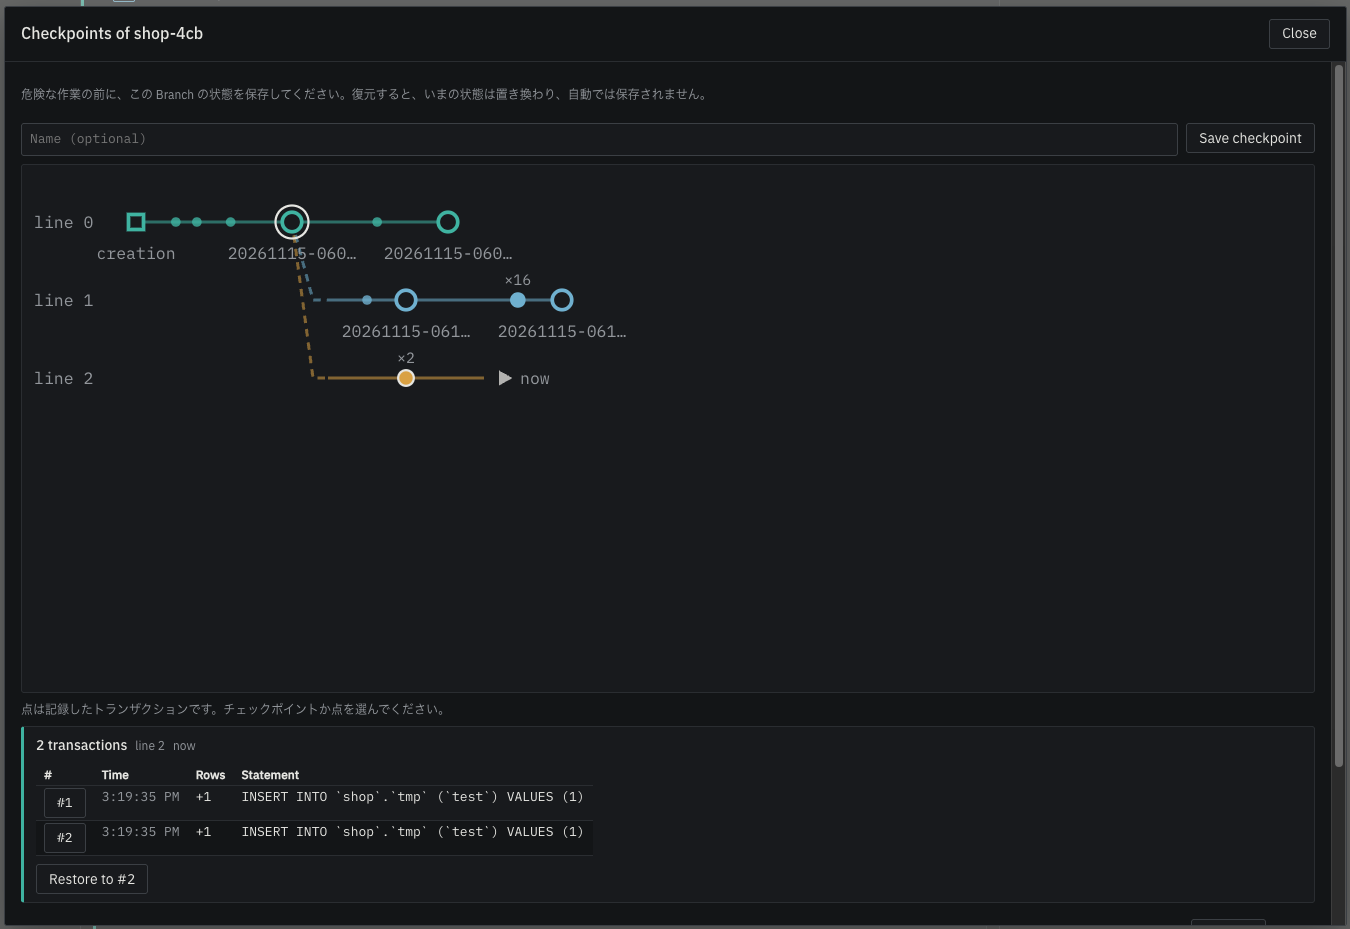 Checkpoints of shop-4cb
Close
危険な作業の前に、この Branch の状態を保存してください。復元すると、いまの状態は置き換わり、自動では保存されません。
Name (optional)
Save checkpoint
line 0
creation
20261115-060…
20261115-060…
×16
line 1
20261115-061…
20261115-061…
×2
line 2
now
点は記録したトランザクションです。チェックポイントか点を選んでください。
2 transactions line 2 now
# Time Rows Statement
#1 3:19:35 PM +1 INSERT INTO `shop`.`tmp` (`test`) VALUES (1)
#2 3:19:35 PM +1 INSERT INTO `shop`.`tmp` (`test`) VALUES (1)
Restore to #2